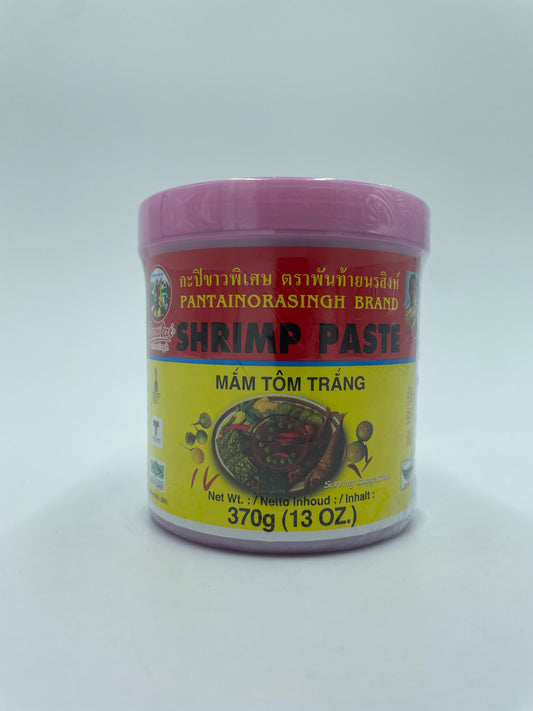 กะปิขาวพิเศษ ตราพันท้ายนรสิงห์
PANTAINORASINGH BRAND
SHRIMP PASTE
MẮM TÔM TRẮNG
Serving Suggestion
Net Wt. : / Netto Inhoud : / Inhalt :
370g (13 OZ.)